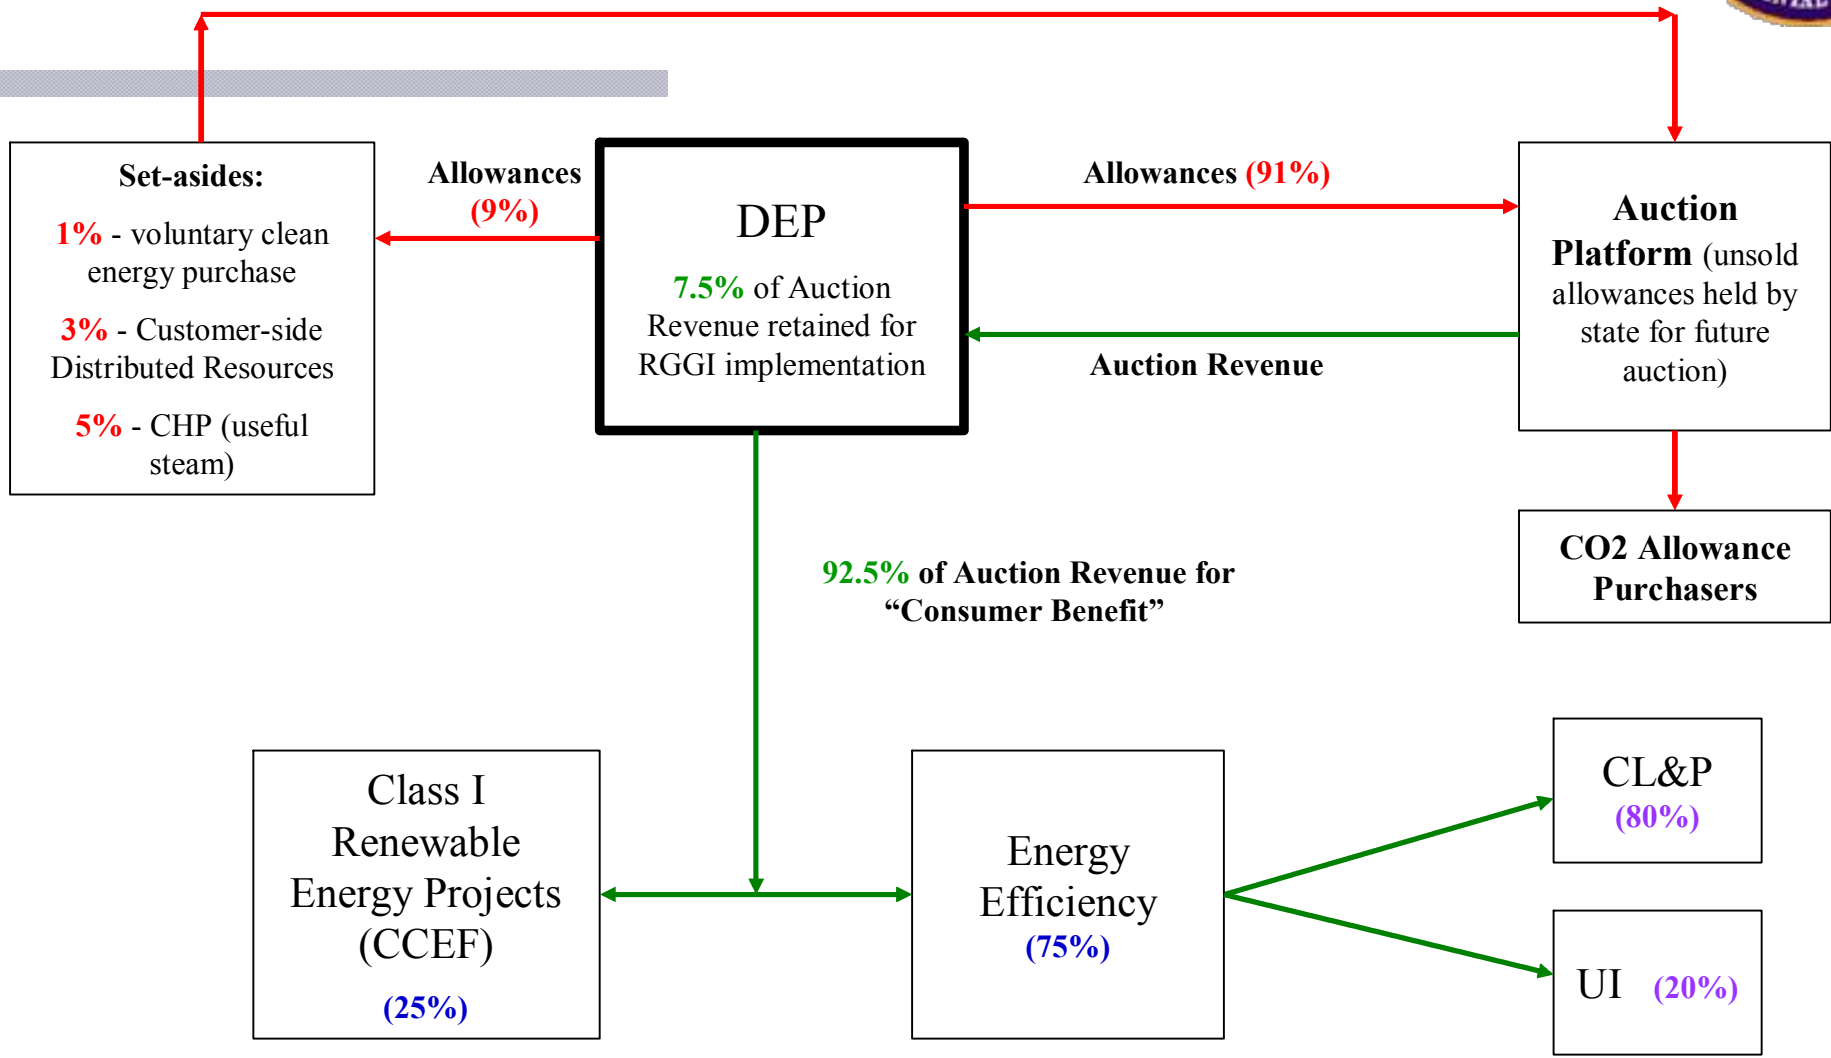 Set-asides:
1% - voluntary clean
energy purchase
3% - Customer-side
Distributed Resources
5% - CHP (useful
steam)
Allowances
(9%)
DEP
7.5% of Auction
Revenue retained for
RGGI implementation
Allowances (91%)
Auction Revenue
Auction
Platform (unsold
allowances held by
state for future
auction)
CO2 Allowance
Purchasers
92.5% of Auction Revenue for
“Consumer Benefit”
Class I
Renewable
Energy Projects
(CCEF)
(25%)
Energy
Efficiency
(75%)
CL&P
(80%)
UI (20%)